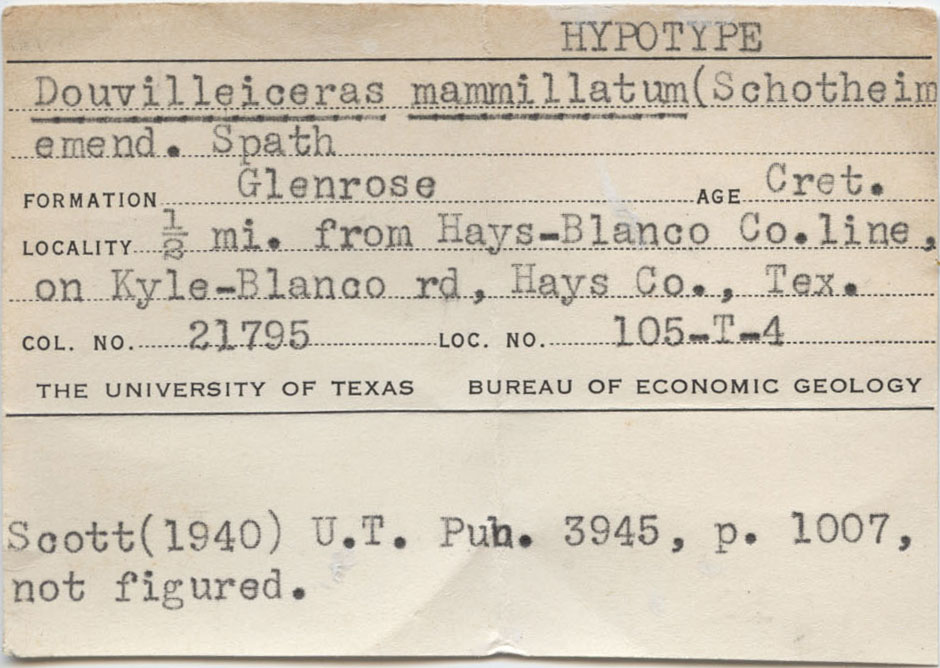 HYPOTYPE
Douvilleiceras mammillatum(Schotheim
emend. Spath
FORMATION Glenrose AGE Cret.
LOCALITY ½ mi. from Hays-Blanco Co.line,
on Kyle-Blanco rd, Hays Co., Tex.
COL. NO. 21795 LOC. NO. 105-T-4
THE UNIVERSITY OF TEXAS BUREAU OF ECONOMIC GEOLOGY
Scott(1940) U.T. Pub. 3945, p. 1007,
not figured.